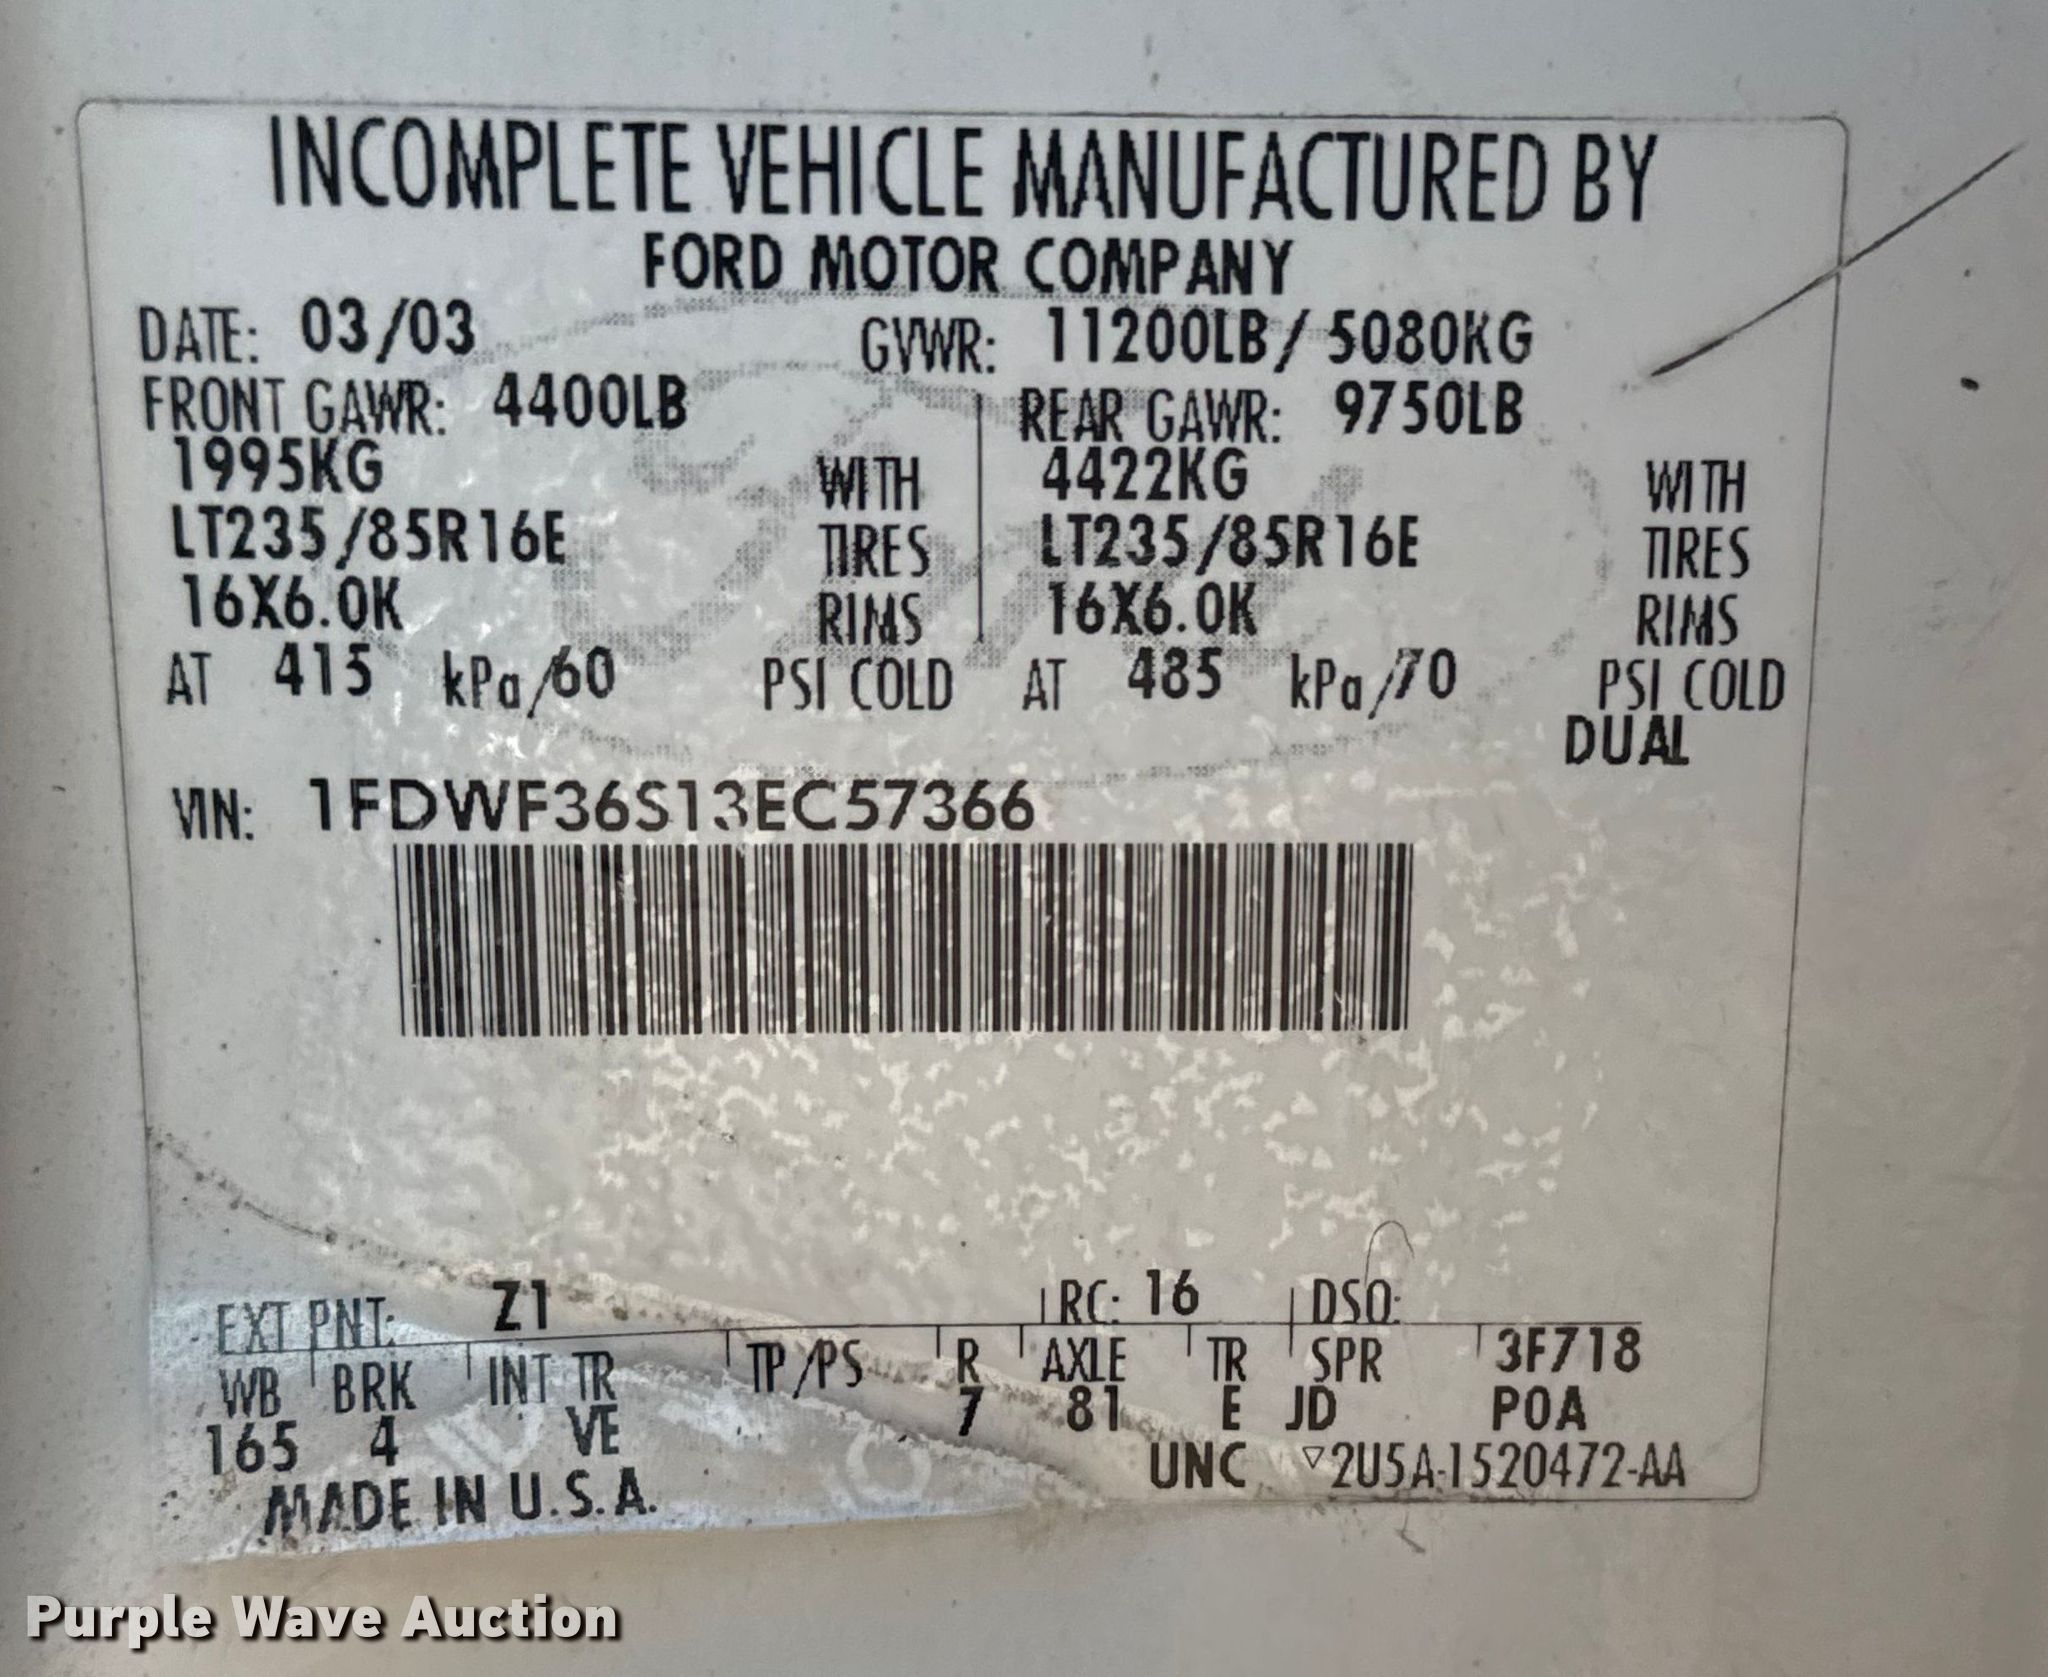 INCOMPLETE VEHICLE MANUFACTURED BY
FORD MOTOR COMPANY
DATE: 03/03 GVWR: 11200LB/ 5080KG
FRONT GAWR: 4400LB REAR GAWR: 9750LB
1995KG WITH 4422KG WITH
LT235/85R16E TIRES LT235/85R16E TIRES
16X6.0K RIMS 16X6.0K RIMS
AT 415 kPa/60 PSI COLD AT 485 kPa/70 PSI COLD
DUAL
VIN: 1FDWF36S13EC57366
EXT PNT: Z1 RC: 16 DSO:
WB BRK INT TR TP/PS R AXLE TR SPR 3F718
165 4 VE 7 81 E JD POA
MADE IN U.S.A. UNC ▽2U5A-1520472-AA
Purple Wave Auction